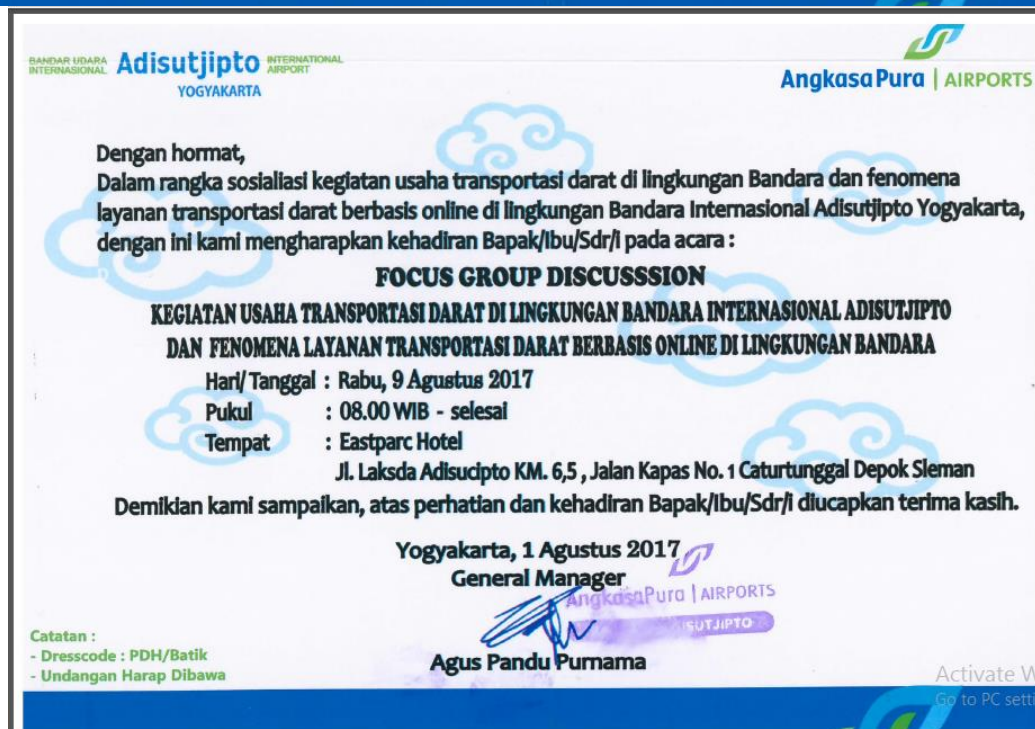 BANDAR UDARA INTERNASIONAL Adisutjipto INTERNATIONAL AIRPORT
YOGYAKARTA
AngkasaPura | AIRPORTS
Dengan hormat,
Dalam rangka sosialiasi kegiatan usaha transportasi darat di lingkungan Bandara dan fenomena
layanan transportasi darat berbasis online di lingkungan Bandara Internasional Adisutjipto Yogyakarta,
dengan ini kami mengharapkan kehadiran Bapak/Ibu/Sdr/i pada acara :
FOCUS GROUP DISCUSSSION
KEGIATAN USAHA TRANSPORTASI DARAT DI LINGKUNGAN BANDARA INTERNASIONAL ADISUTJIPTO
DAN FENOMENA LAYANAN TRANSPORTASI DARAT BERBASIS ONLINE DI LINGKUNGAN BANDARA
Hari/ Tanggal : Rabu, 9 Agustus 2017
Pukul : 08.00 WIB - selesai
Tempat : Eastparc Hotel
Jl. Laksda Adisucipto KM. 6,5 , Jalan Kapas No. 1 Caturtunggal Depok Sleman
Demikian kami sampaikan, atas perhatian dan kehadiran Bapak/Ibu/Sdr/i diucapkan terima kasih.
Yogyakarta, 1 Agustus 2017
General Manager
AngkasaPura | AIRPORTS
SUTJIPTO
Agus Pandu Purnama
Catatan :
- Dresscode : PDH/Batik
- Undangan Harap Dibawa
Activate W
Go to PC setti